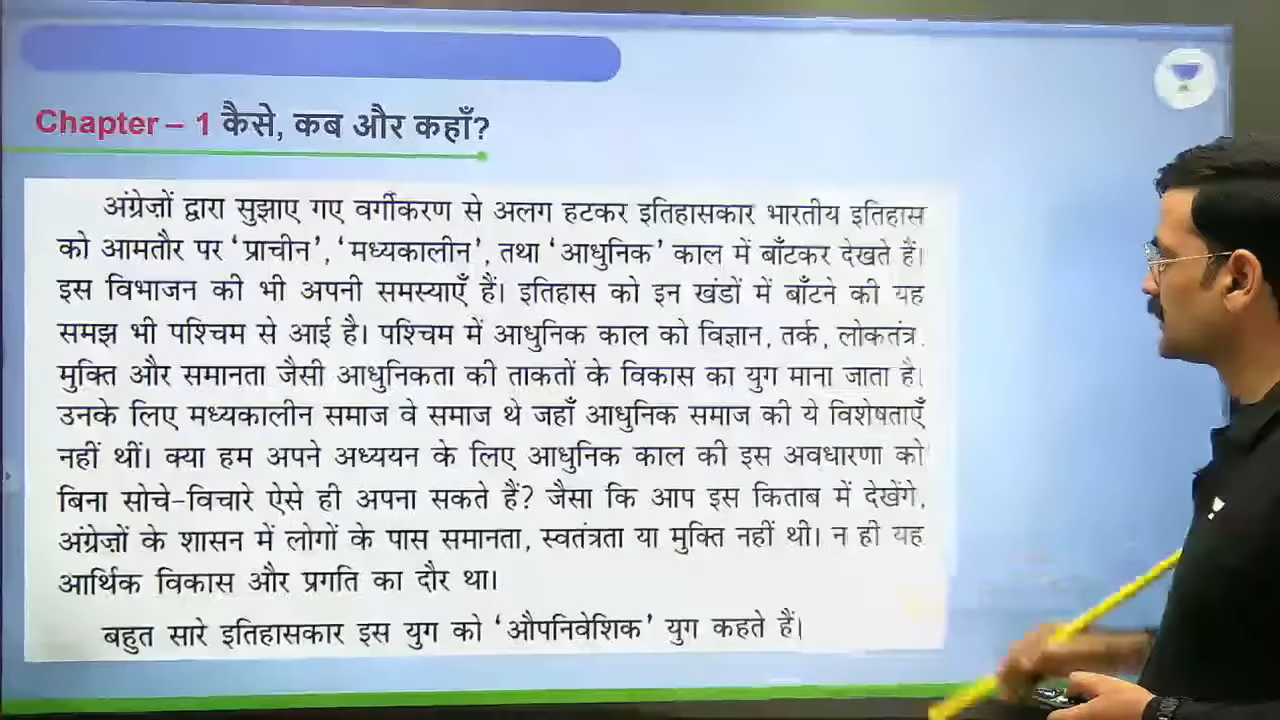 Chapter – 1 कैसे, कब और कहाँ?
अंग्रेज़ों द्वारा सुझाए गए वर्गीकरण से अलग हटकर इतिहासकार भारतीय इतिहास
को आमतौर पर ‘प्राचीन’, ‘मध्यकालीन’, तथा ‘आधुनिक’ काल में बाँटकर देखते हैं।
इस विभाजन की भी अपनी समस्याएँ हैं। इतिहास को इन खंडों में बाँटने की यह
समझ भी पश्चिम से आई है। पश्चिम में आधुनिक काल को विज्ञान, तर्क, लोकतंत्र,
मुक्ति और समानता जैसी आधुनिकता की ताकतों के विकास का युग माना जाता है।
उनके लिए मध्यकालीन समाज वे समाज थे जहाँ आधुनिक समाज की ये विशेषताएँ
नहीं थीं। क्या हम अपने अध्ययन के लिए आधुनिक काल की इस अवधारणा को
बिना सोचे-विचारे ऐसे ही अपना सकते हैं? जैसा कि आप इस किताब में देखेंगे,
अंग्रेज़ों के शासन में लोगों के पास समानता, स्वतंत्रता या मुक्ति नहीं थी। न ही यह
आर्थिक विकास और प्रगति का दौर था।
बहुत सारे इतिहासकार इस युग को ‘औपनिवेशिक’ युग कहते हैं।